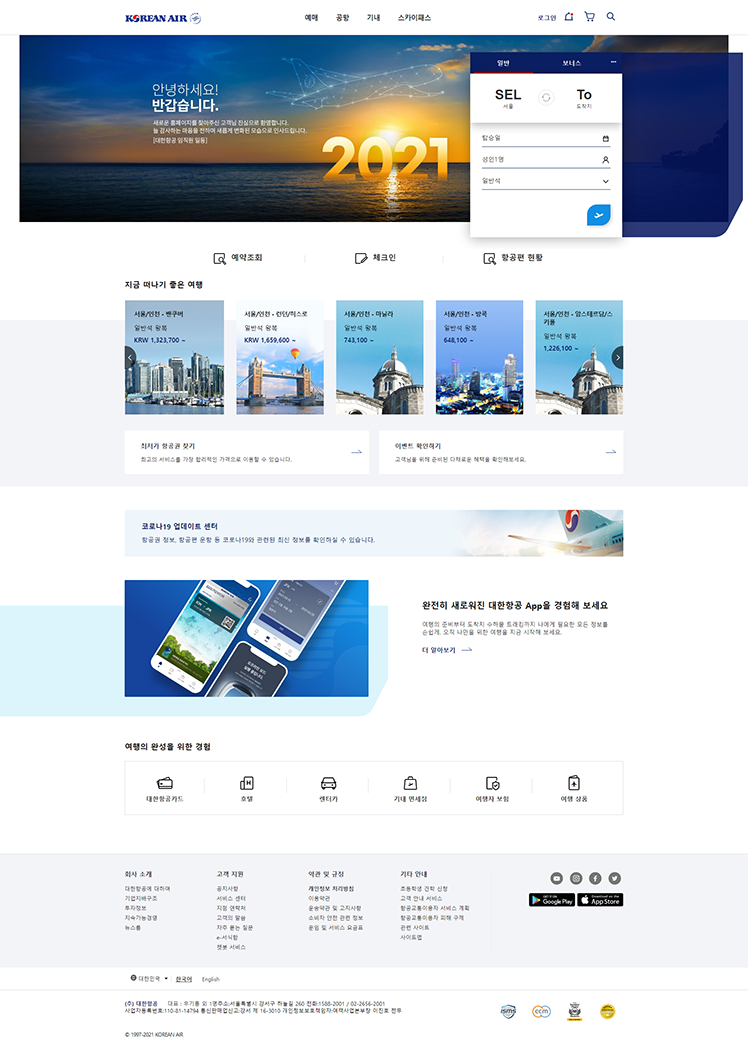 KOREAN AIR
예매
공항
기내
스카이패스
로그인
안녕하세요!
반갑습니다.
새로운 홈페이지를 찾아주신 고객님 진심으로 환영합니다.
늘 감사하는 마음을 전하며 새롭게 변화된 모습으로 인사드립니다.
[대한항공 임직원 일동]
2021
일반
보너스
SEL
서울
To
도착지
탑승일
성인1명
일반석
예약조회
체크인
항공편 현황
지금 떠나기 좋은 여행
서울/인천 - 밴쿠버
일반석 왕복
KRW 1,323,700 ~
서울/인천 - 런던/히스로
일반석 왕복
KRW 1,659,600 ~
서울/인천 - 마닐라
일반석 왕복
743,100 ~
서울/인천 - 방콕
일반석 왕복
648,100 ~
서울/인천 - 암스테르담/스
키폴
일반석 왕복
1,226,100 ~
최저가 항공권 찾기
최고의 서비스를 가장 합리적인 가격으로 이용할 수 있습니다.
이벤트 확인하기
고객님을 위해 준비된 다채로운 혜택을 확인해보세요.
코로나19 업데이트 센터
항공권 정보, 항공편 운항 등 코로나19와 관련된 최신 정보를 확인하실 수 있습니다.
완전히 새로워진 대한항공 App을 경험해 보세요
여행의 준비부터 도착지 수하물 트래킹까지 나에게 필요한 모든 정보를
손쉽게. 오직 나만을 위한 여행을 지금 시작해 보세요.
더 알아보기
여행의 완성을 위한 경험
대한항공카드
호텔
렌터카
기내 면세점
여행자 보험
여행 상품
회사 소개
대한항공에 대하여
기업지배구조
투자정보
지속가능경영
뉴스룸
고객 지원
공지사항
서비스 센터
지점 연락처
고객의 말씀
자주 묻는 질문
e-서식함
챗봇 서비스
약관 및 규정
개인정보 처리방침
이용약관
운송약관 및 고지사항
소비자 안전 관련 정보
운임 및 서비스 요금표
기타 안내
초등학생 견학 신청
고객 안내 서비스
항공교통이용자 서비스 계획
항공교통이용자 피해 구제
관련 사이트
사이트맵
GET IT ON
Google Play
App Store
대한민국
한국어
English
(주) 대한항공
대표 : 우기홍 외 1명주소:서울특별시 강서구 하늘길 260 전화:1588-2001 / 02-2656-2001
사업자등록번호:110-81-14794 통신판매업신고:강서 제 16-3010 개인정보보호책임자:여객사업본부장 이진호 전무
isms
ccm
© 1997-2021 KOREAN AIR